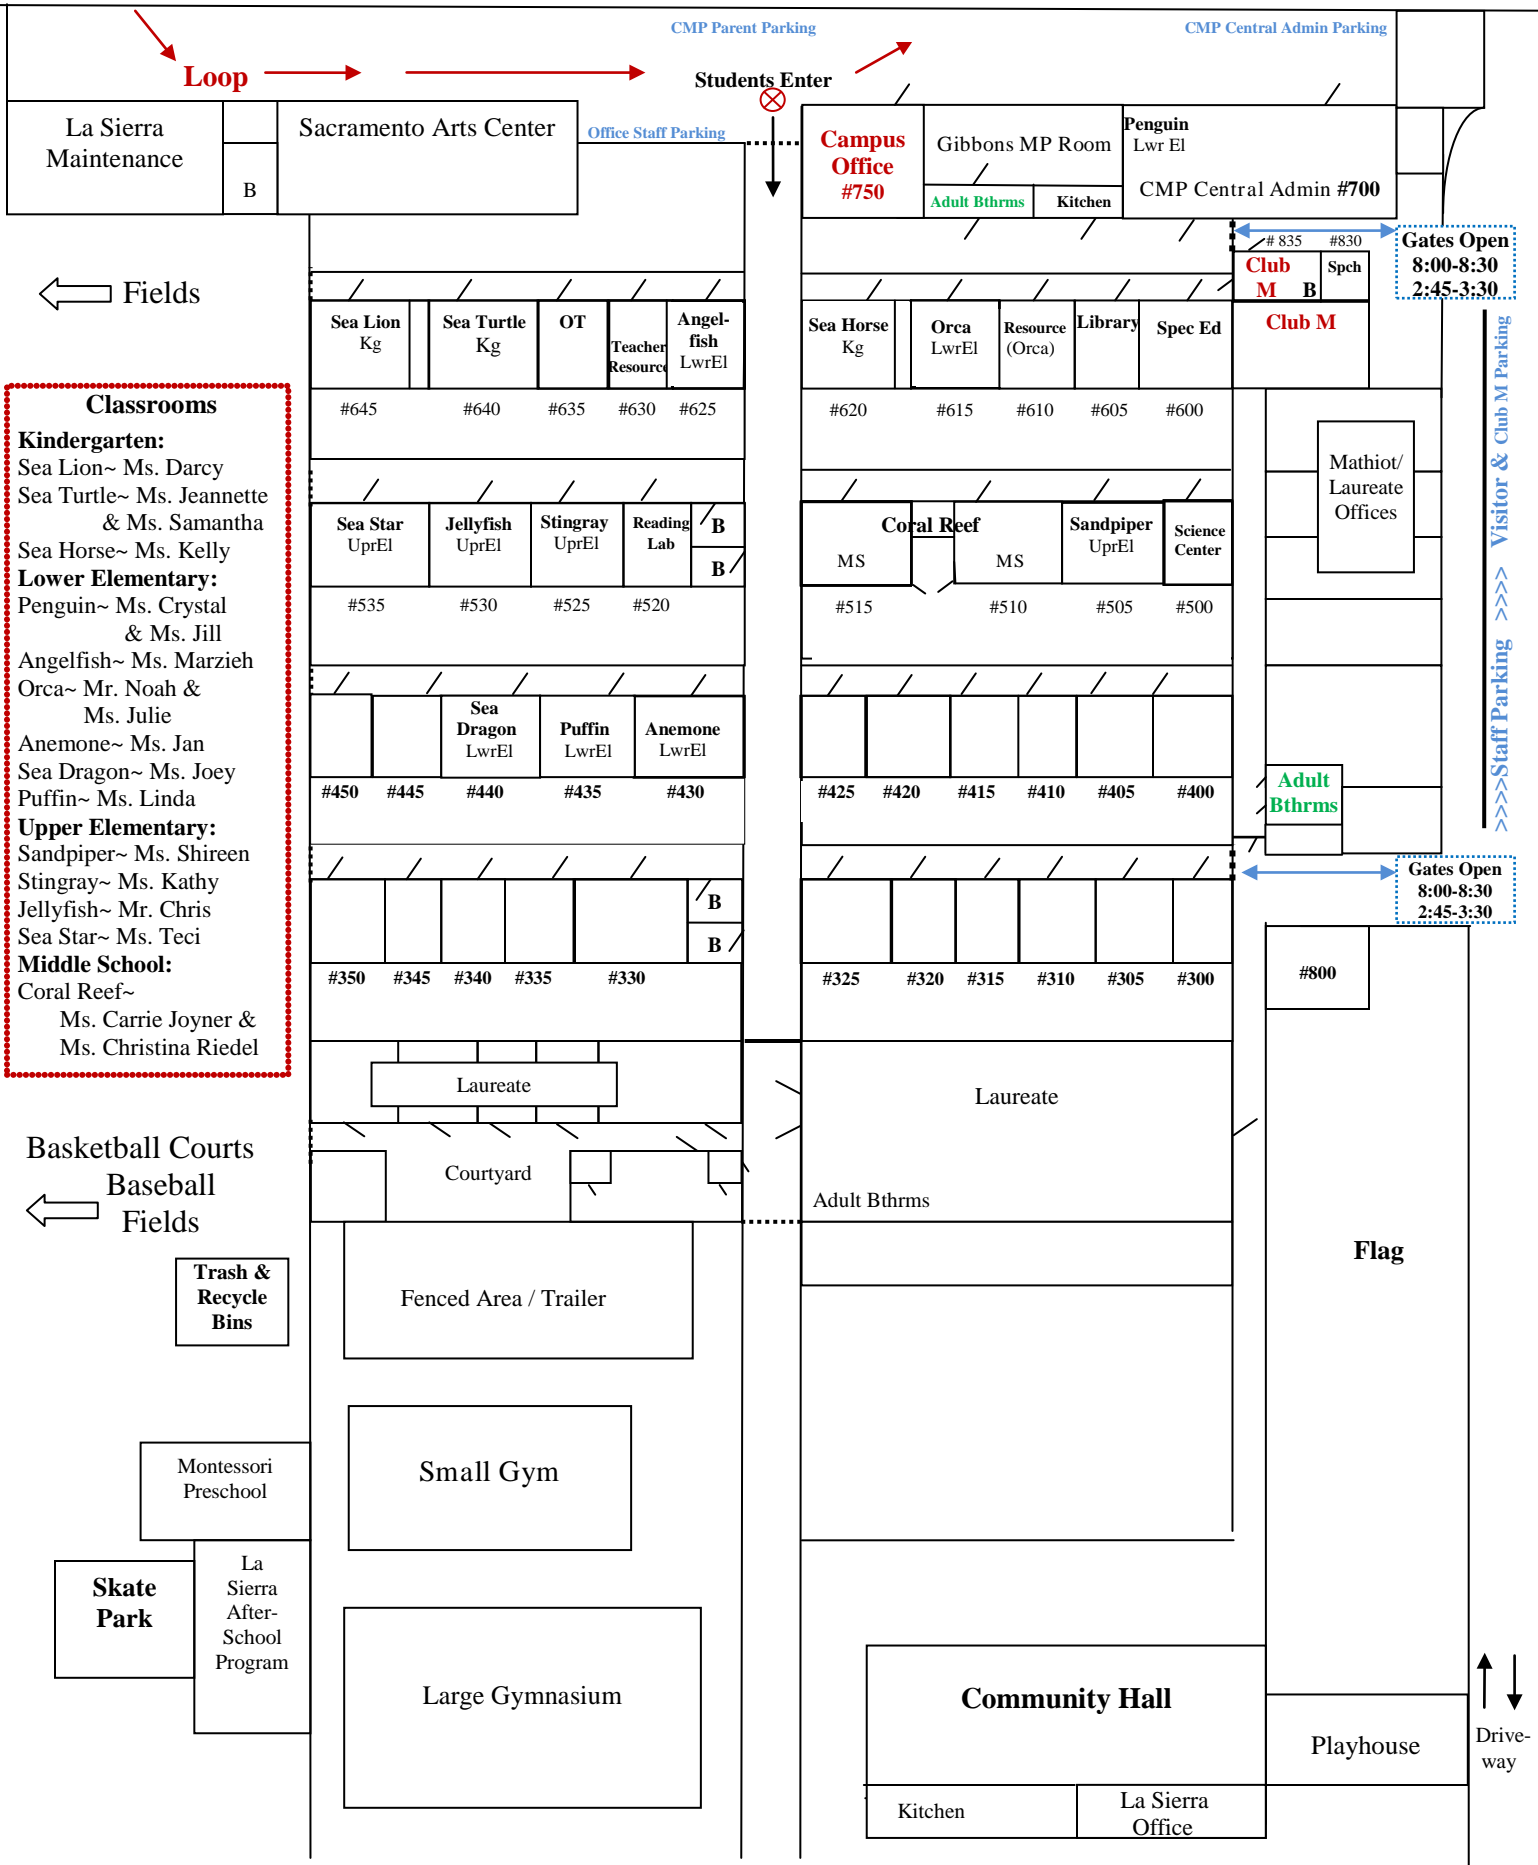 CMP Parent Parking
CMP Central Admin Parking
Loop
Students Enter
La Sierra
Maintenance
B
Sacramento Arts Center
Office Staff Parking
Campus
Office
#750
Gibbons MP Room
Adult Bthrms
Kitchen
Penguin
Lwr El
CMP Central Admin #700
Gates Open
8:00-8:30
2:45-3:30
# 835
#830
Club
M
B
Spch
Club M
Fields
Sea Lion
Kg
Sea Turtle
Kg
OT
Teacher
Resource
Angel-
fish
LwrEl
Sea Horse
Kg
Orca
LwrEl
Resource
(Orca)
Library
Spec Ed
#645
#640
#635
#630
#625
#620
#615
#610
#605
#600
Classrooms
Kindergarten:
Sea Lion~ Ms. Darcy
Sea Turtle~ Ms. Jeannette
& Ms. Samantha
Sea Horse~ Ms. Kelly
Lower Elementary:
Penguin~ Ms. Crystal
& Ms. Jill
Angelfish~ Ms. Marzieh
Orca~ Mr. Noah &
Ms. Julie
Anemone~ Ms. Jan
Sea Dragon~ Ms. Joey
Puffin~ Ms. Linda
Upper Elementary:
Sandpiper~ Ms. Shireen
Stingray~ Ms. Kathy
Jellyfish~ Mr. Chris
Sea Star~ Ms. Teci
Middle School:
Coral Reef~
Ms. Carrie Joyner &
Ms. Christina Riedel
Mathiot/
Laureate
Offices
>>>>Staff Parking >>>> Visitor & Club M Parking
Sea Star
UprEl
Jellyfish
UprEl
Stingray
UprEl
Reading
Lab
B
B
Coral Reef
MS
MS
Sandpiper
UprEl
Science
Center
#535
#530
#525
#520
#515
#510
#505
#500
Sea
Dragon
LwrEl
Puffin
LwrEl
Anemone
LwrEl
#450
#445
#440
#435
#430
#425
#420
#415
#410
#405
#400
Adult
Bthrms
Gates Open
8:00-8:30
2:45-3:30
B
B
#350
#345
#340
#335
#330
#325
#320
#315
#310
#305
#300
#800
Laureate
Laureate
Courtyard
Adult Bthrms
Basketball Courts
Baseball
Fields
Trash &
Recycle
Bins
Fenced Area / Trailer
Flag
Montessori
Preschool
Small Gym
Skate
Park
La
Sierra
After-
School
Program
Large Gymnasium
Community Hall
Playhouse
Drive-
way
Kitchen
La Sierra
Office